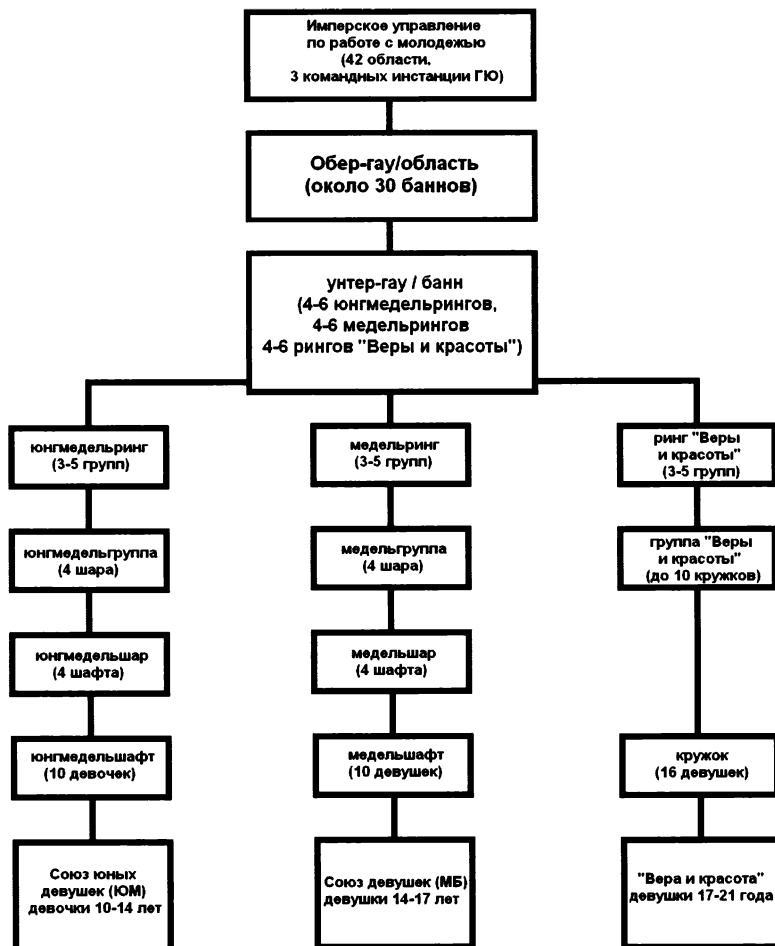 Имперское управление
по работе с молодежью
(42 области,
3 командных инстанции ГЮ)
Обер-гау/область
(около 30 баннов)
унтер-гау / банн
(4-6 юнгмедельрингов,
4-6 медельрингов
4-6 рингов "Веры и красоты")
юнгмедельринг
(3-5 групп)
медельринг
(3-5 групп)
ринг "Веры
и красоты"
(3-5 групп)
юнгмедельгруппа
(4 шара)
медельгруппа
(4 шара)
группа "Веры
и красоты"
(до 10 кружков)
юнгмедельшар
(4 шафта)
медельшар
(4 шафта)
юнгмедельшафт
(10 девочек)
медельшафт
(10 девушек)
кружок
(16 девушек)
Союз юных
девушек (ЮМ)
девочки 10-14 лет
Союз девушек (МБ)
девушки 14-17 лет
"Вера и красота"
девушки 17-21 года